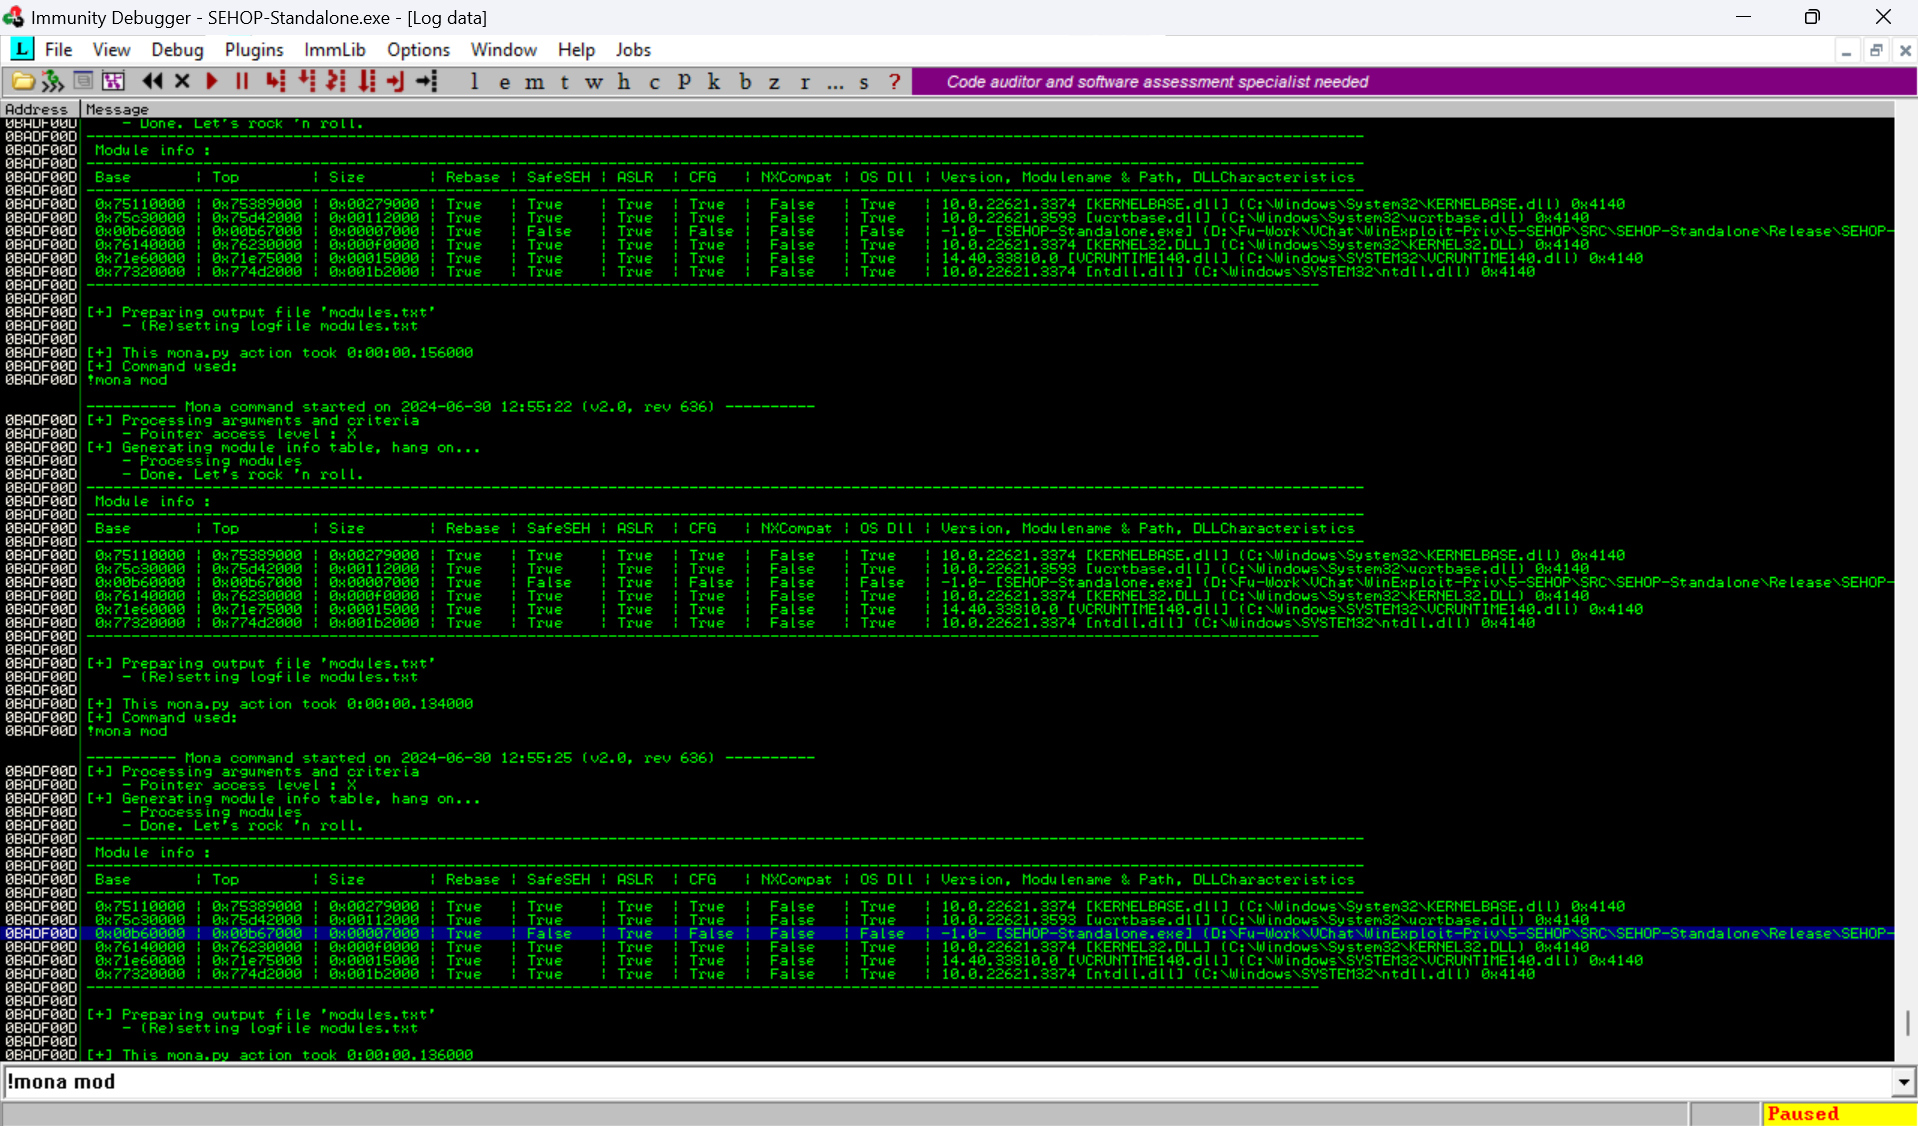 Immunity Debugger - SEHOP-Standalone.exe - [Log data]
L File View Debug Plugins ImmLib Options Window Help Jobs
l e m t w h c P k b z r ... s ? Code auditor and software assessment specialist needed
Address Message
0BADF00D - Done. Let's rock 'n roll.
0BADF00D --------------------------------------------------
0BADF00D Module info :
0BADF00D --------------------------------------------------
0BADF00D Base | Top | Size | Rebase | SafeSEH | ASLR | CFG | NXCompat | OS Dll | Version, Modulename & Path, DLLCharacteristics
0BADF00D --------------------------------------------------
0BADF00D 0x75110000 | 0x75389000 | 0x00279000 | True | True | True | True | False | True | 10.0.22621.3374 [KERNELBASE.dll] (C:\Windows\System32\KERNELBASE.dll) 0x4140
0BADF00D 0x75c30000 | 0x75d42000 | 0x00112000 | True | True | True | True | False | True | 10.0.22621.3593 [ucrtbase.dll] (C:\Windows\System32\ucrtbase.dll) 0x4140
0BADF00D 0x00b60000 | 0x00b67000 | 0x00007000 | True | False | True | False | False | False | -1.0- [SEHOP-Standalone.exe] (D:\Fu-Work\VChat\WinExploit-Priv\5-SEHOP\SRC\SEHOP-Standalone\Release\SEHOP-
0BADF00D 0x76140000 | 0x76230000 | 0x000f0000 | True | True | True | True | False | True | 10.0.22621.3374 [KERNEL32.DLL] (C:\Windows\System32\KERNEL32.DLL) 0x4140
0BADF00D 0x71e60000 | 0x71e75000 | 0x00015000 | True | True | True | True | False | True | 14.40.33810.0 [VCRUNTIME140.dll] (C:\Windows\SYSTEM32\VCRUNTIME140.dll) 0x4140
0BADF00D 0x77320000 | 0x774d2000 | 0x001b2000 | True | True | True | True | False | True | 10.0.22621.3374 [ntdll.dll] (C:\Windows\SYSTEM32\ntdll.dll) 0x4140
0BADF00D --------------------------------------------------
0BADF00D
0BADF00D [+] Preparing output file 'modules.txt'
0BADF00D - (Re)setting logfile modules.txt
0BADF00D
0BADF00D [+] This mona.py action took 0:00:00.156000
0BADF00D [+] Command used:
0BADF00D !mona mod
---------- Mona command started on 2024-06-30 12:55:22 (v2.0, rev 636) ----------
0BADF00D [+] Processing arguments and criteria
0BADF00D - Pointer access level : X
0BADF00D [+] Generating module info table, hang on...
0BADF00D - Processing modules
0BADF00D - Done. Let's rock 'n roll.
0BADF00D --------------------------------------------------
0BADF00D Module info :
0BADF00D --------------------------------------------------
0BADF00D Base | Top | Size | Rebase | SafeSEH | ASLR | CFG | NXCompat | OS Dll | Version, Modulename & Path, DLLCharacteristics
0BADF00D --------------------------------------------------
0BADF00D 0x75110000 | 0x75389000 | 0x00279000 | True | True | True | True | False | True | 10.0.22621.3374 [KERNELBASE.dll] (C:\Windows\System32\KERNELBASE.dll) 0x4140
0BADF00D 0x75c30000 | 0x75d42000 | 0x00112000 | True | True | True | True | False | True | 10.0.22621.3593 [ucrtbase.dll] (C:\Windows\System32\ucrtbase.dll) 0x4140
0BADF00D 0x00b60000 | 0x00b67000 | 0x00007000 | True | False | True | False | False | False | -1.0- [SEHOP-Standalone.exe] (D:\Fu-Work\VChat\WinExploit-Priv\5-SEHOP\SRC\SEHOP-Standalone\Release\SEHOP-
0BADF00D 0x76140000 | 0x76230000 | 0x000f0000 | True | True | True | True | False | True | 10.0.22621.3374 [KERNEL32.DLL] (C:\Windows\System32\KERNEL32.DLL) 0x4140
0BADF00D 0x71e60000 | 0x71e75000 | 0x00015000 | True | True | True | True | False | True | 14.40.33810.0 [VCRUNTIME140.dll] (C:\Windows\SYSTEM32\VCRUNTIME140.dll) 0x4140
0BADF00D 0x77320000 | 0x774d2000 | 0x001b2000 | True | True | True | True | False | True | 10.0.22621.3374 [ntdll.dll] (C:\Windows\SYSTEM32\ntdll.dll) 0x4140
0BADF00D --------------------------------------------------
0BADF00D
0BADF00D [+] Preparing output file 'modules.txt'
0BADF00D - (Re)setting logfile modules.txt
0BADF00D
0BADF00D [+] This mona.py action took 0:00:00.134000
0BADF00D [+] Command used:
0BADF00D !mona mod
---------- Mona command started on 2024-06-30 12:55:25 (v2.0, rev 636) ----------
0BADF00D [+] Processing arguments and criteria
0BADF00D - Pointer access level : X
0BADF00D [+] Generating module info table, hang on...
0BADF00D - Processing modules
0BADF00D - Done. Let's rock 'n roll.
0BADF00D --------------------------------------------------
0BADF00D Module info :
0BADF00D --------------------------------------------------
0BADF00D Base | Top | Size | Rebase | SafeSEH | ASLR | CFG | NXCompat | OS Dll | Version, Modulename & Path, DLLCharacteristics
0BADF00D --------------------------------------------------
0BADF00D 0x75110000 | 0x75389000 | 0x00279000 | True | True | True | True | False | True | 10.0.22621.3374 [KERNELBASE.dll] (C:\Windows\System32\KERNELBASE.dll) 0x4140
0BADF00D 0x75c30000 | 0x75d42000 | 0x00112000 | True | True | True | True | False | True | 10.0.22621.3593 [ucrtbase.dll] (C:\Windows\System32\ucrtbase.dll) 0x4140
0BADF00D 0x00b60000 | 0x00b67000 | 0x00007000 | True | False | True | False | False | False | -1.0- [SEHOP-Standalone.exe] (D:\Fu-Work\VChat\WinExploit-Priv\5-SEHOP\SRC\SEHOP-Standalone\Release\SEHOP-
0BADF00D 0x76140000 | 0x76230000 | 0x000f0000 | True | True | True | True | False | True | 10.0.22621.3374 [KERNEL32.DLL] (C:\Windows\System32\KERNEL32.DLL) 0x4140
0BADF00D 0x71e60000 | 0x71e75000 | 0x00015000 | True | True | True | True | False | True | 14.40.33810.0 [VCRUNTIME140.dll] (C:\Windows\SYSTEM32\VCRUNTIME140.dll) 0x4140
0BADF00D 0x77320000 | 0x774d2000 | 0x001b2000 | True | True | True | True | False | True | 10.0.22621.3374 [ntdll.dll] (C:\Windows\SYSTEM32\ntdll.dll) 0x4140
0BADF00D --------------------------------------------------
0BADF00D
0BADF00D [+] Preparing output file 'modules.txt'
0BADF00D - (Re)setting logfile modules.txt
0BADF00D
0BADF00D [+] This mona.py action took 0:00:00.136000
!mona mod
Paused